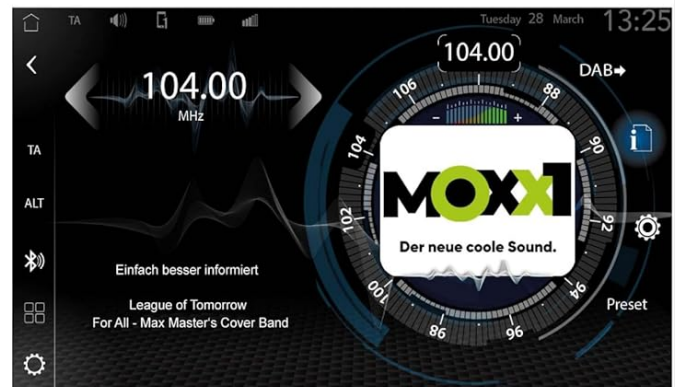 TA
Tuesday 28 March 13:25
104.00
MHz
104.00
DAB
TA
ALT
106
88
104
90
102
92
100
94
86
96
- +
MOXX1
Der neue coole Sound.
i
Einfach besser informiert
League of Tomorrow
For All - Max Master's Cover Band
Preset